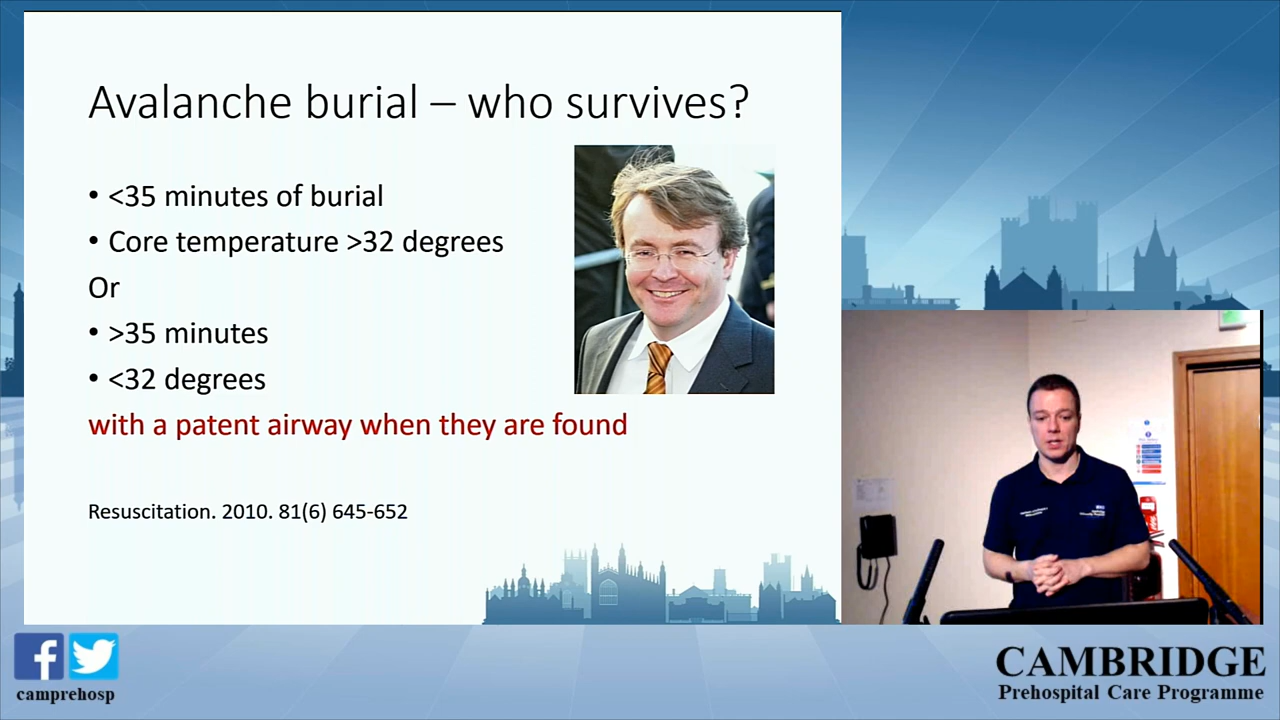 Avalanche burial – who survives?
• <35 minutes of burial
• Core temperature >32 degrees
Or
• >35 minutes
• <32 degrees
with a patent airway when they are found
Resuscitation. 2010. 81(6) 645-652
camprehosp
CAMBRIDGE
Prehospital Care Programme